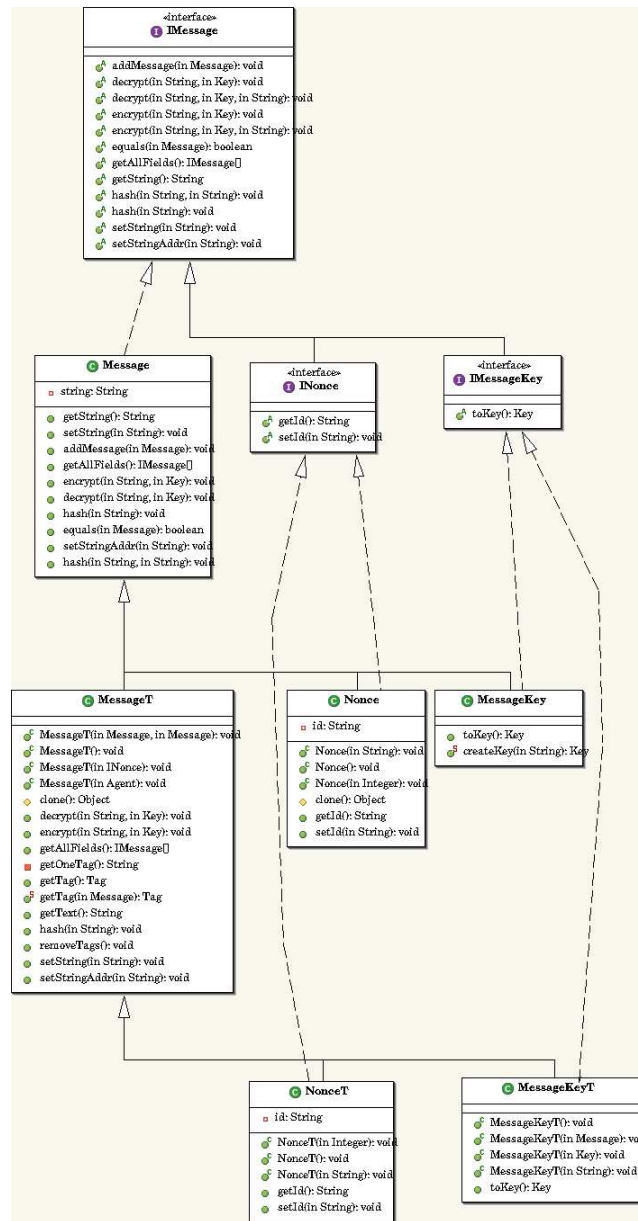 «interface»
I IMessage
addMessage(in Message): void
decrypt(in String, in Key): void
decrypt(in String, in Key, in String): void
encrypt(in String, in Key): void
encrypt(in String, in Key, in String): void
equals(in Message): boolean
getAllFields(): IMessage[]
getString(): String
hash(in String, in String): void
hash(in String): void
setString(in String): void
setStringAddr(in String): void
C Message
string: String
getString(): String
setString(in String): void
addMessage(in Message): void
getAllFields(): IMessage[]
encrypt(in String, in Key): void
decrypt(in String, in Key): void
hash(in String): void
equals(in Message): boolean
setStringAddr(in String): void
hash(in String, in String): void
«interface»
I INonce
getId(): String
setId(in String): void
«interface»
I IMessageKey
toKey(): Key
C MessageT
MessageT(in Message, in Message): void
MessageT(): void
MessageT(in INonce): void
MessageT(in Agent): void
clone(): Object
decrypt(in String, in Key): void
encrypt(in String, in Key): void
getAllFields(): IMessage[]
getOneTag(): String
getTag(): Tag
getTag(in Message): Tag
getText(): String
hash(in String): void
removeTags(): void
setString(in String): void
setStringAddr(in String): void
C Nonce
id: String
Nonce(in String): void
Nonce(): void
Nonce(in Integer): void
clone(): Object
getId(): String
setId(in String): void
C MessageKey
toKey(): Key
createKey(in String): Key
C NonceT
id: String
NonceT(in Integer): void
NonceT(): void
NonceT(in String): void
getId(): String
setId(in String): void
C MessageKeyT
MessageKeyT(): void
MessageKeyT(in Message): vo
MessageKeyT(in Key): void
MessageKeyT(in String): void
toKey(): Key